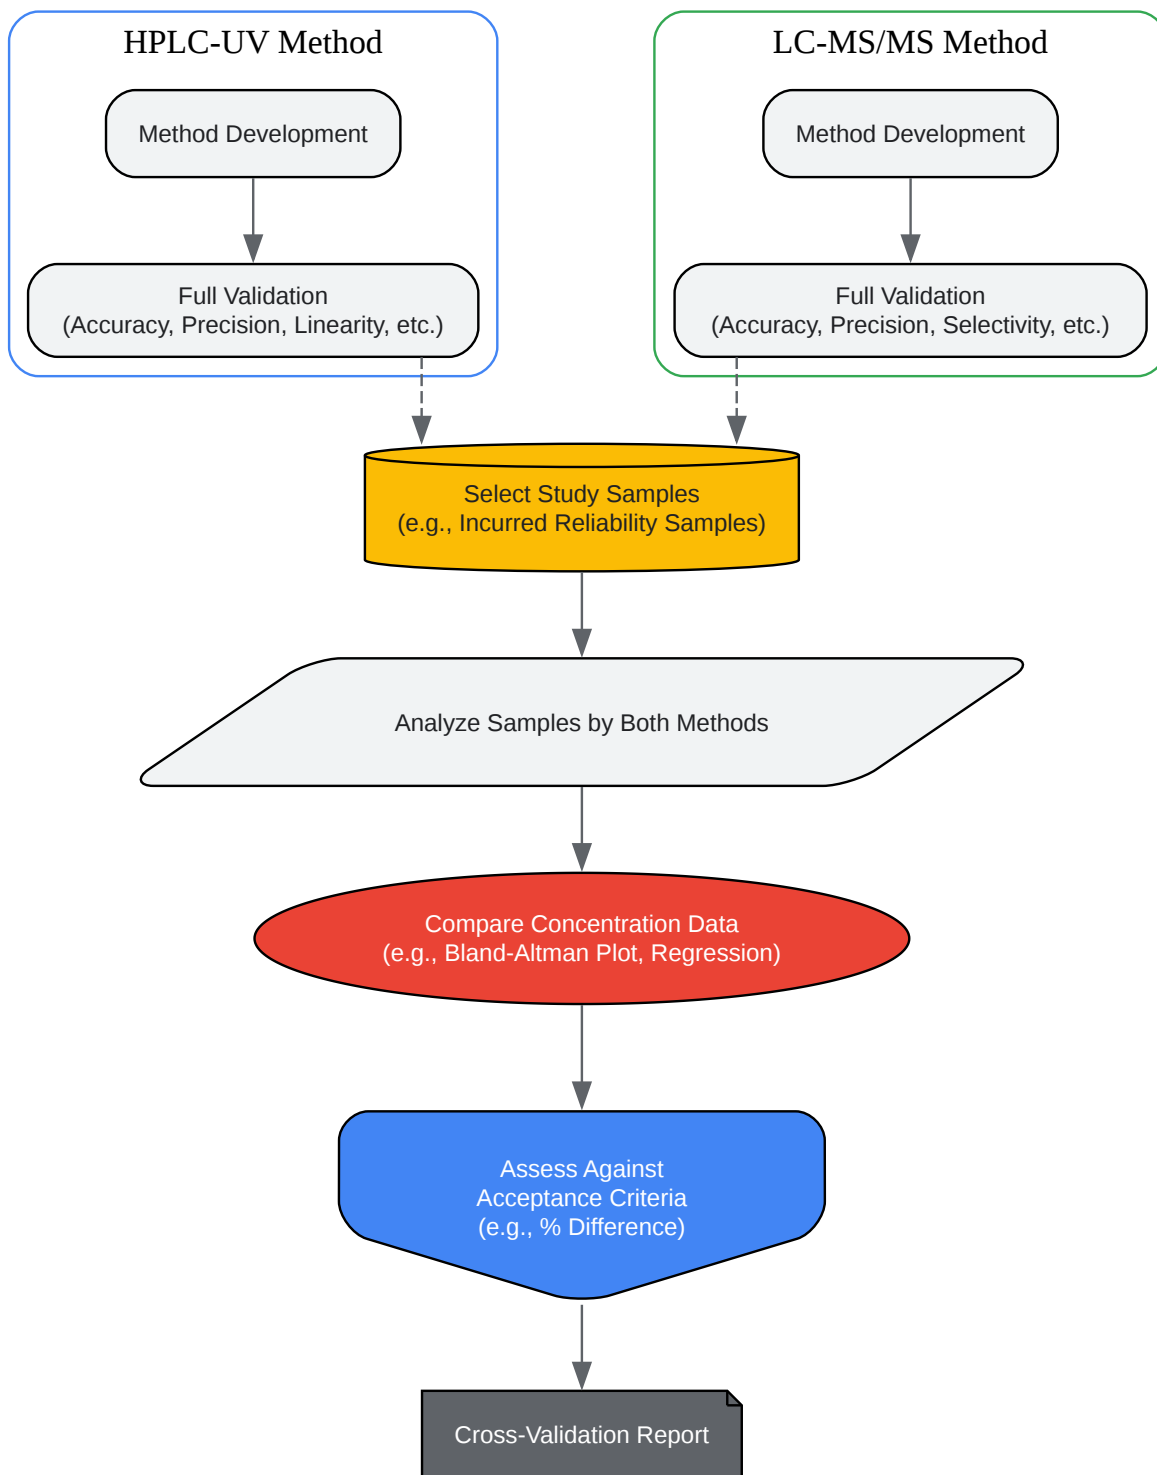 HPLC-UV Method
Method Development
Full Validation
(Accuracy, Precision, Linearity, etc.)
LC-MS/MS Method
Method Development
Full Validation
(Accuracy, Precision, Selectivity, etc.)
Select Study Samples
(e.g., Incurred Reliability Samples)
Analyze Samples by Both Methods
Compare Concentration Data
(e.g., Bland-Altman Plot, Regression)
Assess Against
Acceptance Criteria
(e.g., % Difference)
Cross-Validation Report